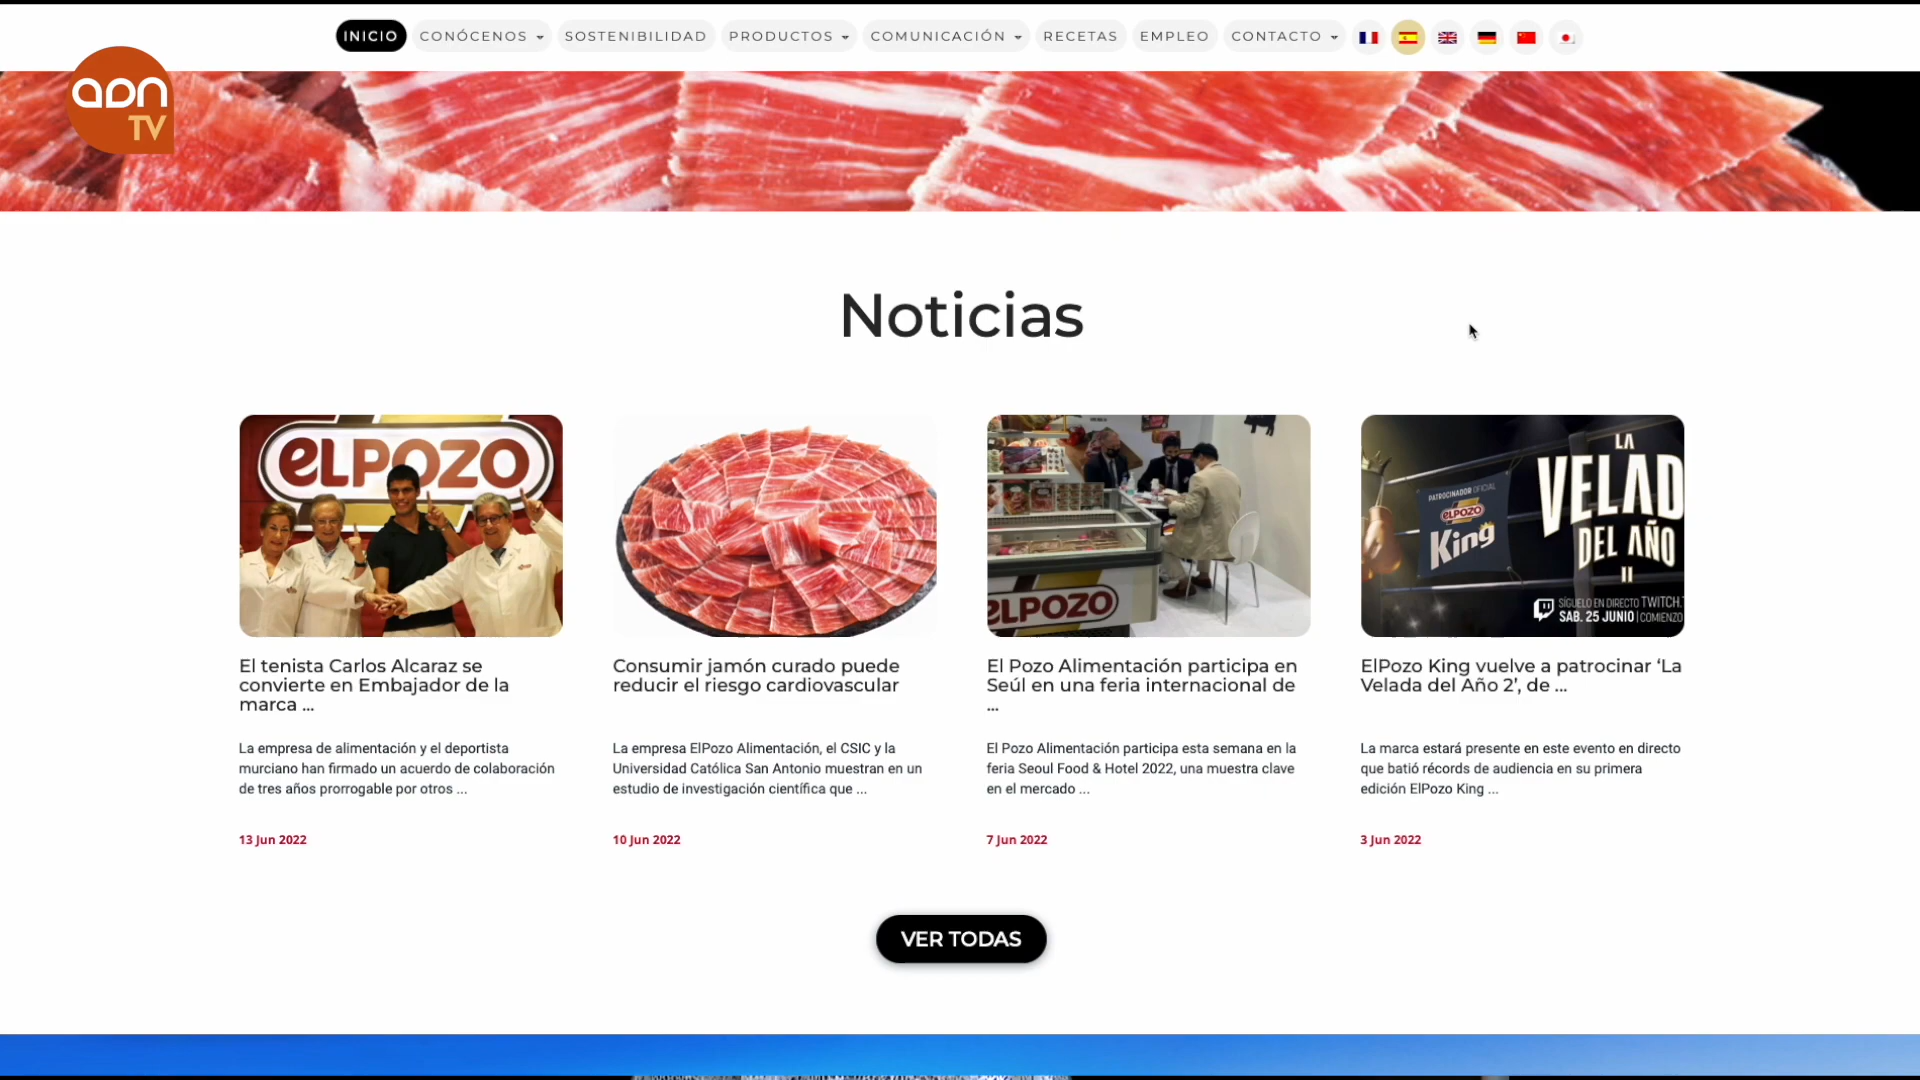 INICIO CONÓCENOS SOSTENIBILIDAD PRODUCTOS COMUNICACIÓN RECETAS EMPLEO CONTACTO
aDn
TV
Noticias
ELPOZO
ELPOZO
PATROCINADOR OFICIAL
ELPOZO
King
LA
VELAD
DEL AÑO
II
SÍGUELO EN DIRECTO TWITCH.
SAB. 25 JUNIO | COMIENZO
El tenista Carlos Alcaraz se
convierte en Embajador de la
marca ...
Consumir jamón curado puede
reducir el riesgo cardiovascular
El Pozo Alimentación participa en
Seúl en una feria internacional de
...
ElPozo King vuelve a patrocinar ‘La
Velada del Año 2’, de ...
La empresa de alimentación y el deportista
murciano han firmado un acuerdo de colaboración
de tres años prorrogable por otros ...
La empresa ElPozo Alimentación, el CSIC y la
Universidad Católica San Antonio muestran en un
estudio de investigación científica que ...
El Pozo Alimentación participa esta semana en la
feria Seoul Food & Hotel 2022, una muestra clave
en el mercado ...
La marca estará presente en este evento en directo
que batió récords de audiencia en su primera
edición ElPozo King ...
13 Jun 2022
10 Jun 2022
7 Jun 2022
3 Jun 2022
VER TODAS